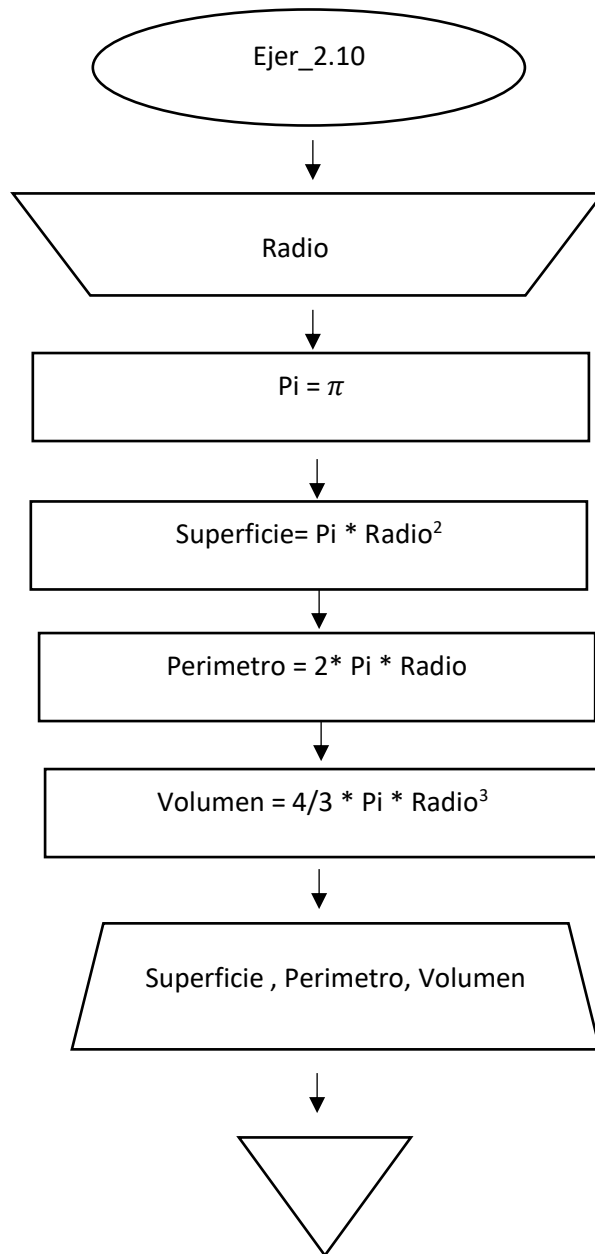 Ejer_2.10
Radio
Pi = 𝜋
Superficie= Pi * Radio²
Perimetro = 2* Pi * Radio
Volumen = 4/3 * Pi * Radio³
Superficie , Perimetro, Volumen